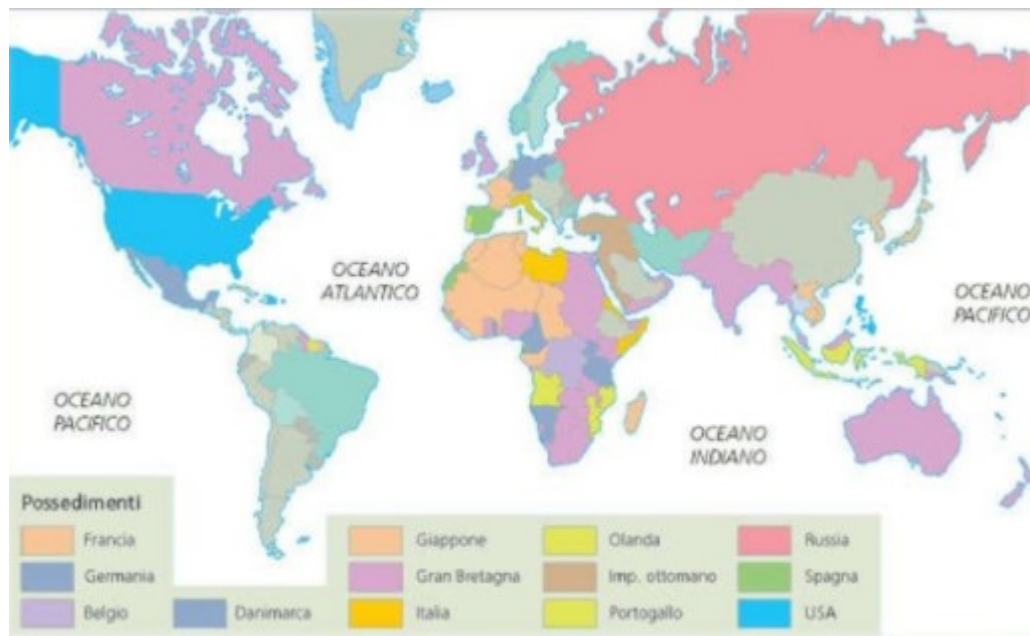 OCEANO
ATLANTICO
OCEANO
PACIFICO
OCEANO
PACIFICO
OCEANO
INDIANO
Possedimenti
Francia
Germania
Belgio
Danimarca
Giappone
Gran Bretagna
Italia
Olanda
Imp. ottomano
Portogallo
Russia
Spagna
USA